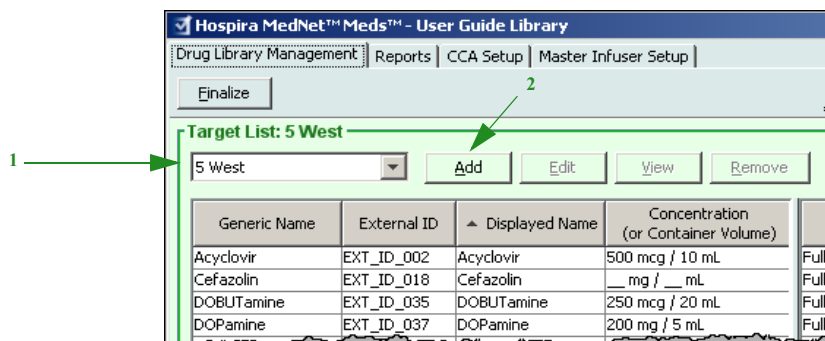 Hospira MedNet™ Meds™ - User Guide Library
Drug Library Management Reports CCA Setup Master Infuser Setup
Finalize
2
Target List: 5 West
1
5 West Add Edit View Remove
Generic Name External ID Displayed Name Concentration
(or Container Volume)
Acyclovir EXT_ID_002 Acyclovir 500 mcg / 10 mL Full
Cefazolin EXT_ID_018 Cefazolin __ mg / __ mL Full
DOBUTamine EXT_ID_035 DOBUTamine 250 mcg / 20 mL Full
DOPamine EXT_ID_037 DOPamine 200 mg / 5 mL Full